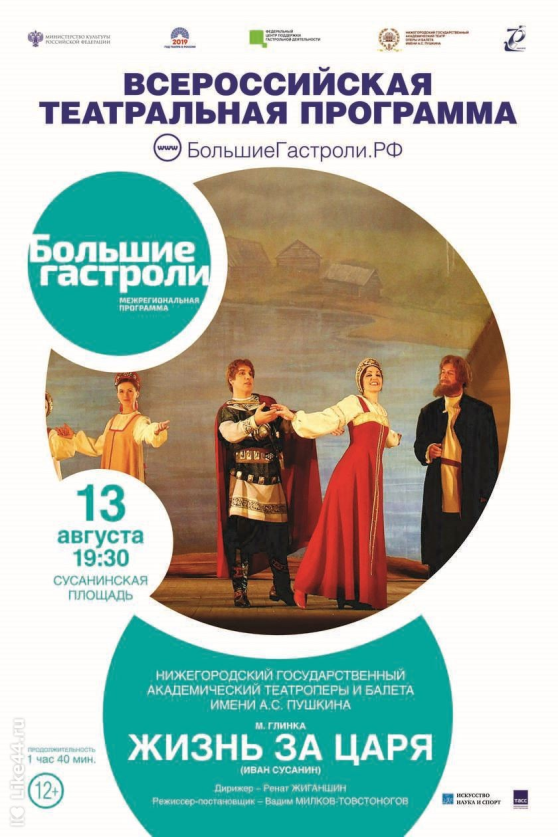 МИНИСТЕРСТВО КУЛЬТУРЫ
РОССИЙСКОЙ ФЕДЕРАЦИИ
2019
ГОД ТЕАТРА В РОССИИ
ФЕДЕРАЛЬНЫЙ
ЦЕНТР ПОДДЕРЖКИ
ГАСТРОЛЬНОЙ ДЕЯТЕЛЬНОСТИ
НИЖЕГОРОДСКИЙ ГОСУДАРСТВЕННЫЙ
АКАДЕМИЧЕСКИЙ ТЕАТР
ОПЕРЫ И БАЛЕТА
ИМЕНИ А.С. ПУШКИНА
ВСЕРОССИЙСКАЯ
ТЕАТРАЛЬНАЯ ПРОГРАММА
www БольшиеГастроли.РФ
Большие
гастроли
МЕЖРЕГИОНАЛЬНАЯ
ПРОГРАММА
13
августа
19:30
СУСАНИНСКАЯ
ПЛОЩАДЬ
НИЖЕГОРОДСКИЙ ГОСУДАРСТВЕННЫЙ
АКАДЕМИЧЕСКИЙ ТЕАТРОПЕРЫ И БАЛЕТА
ИМЕНИ А.С. ПУШКИНА
М. ГЛИНКА
ЖИЗНЬ ЗА ЦАРЯ
(ИВАН СУСАНИН)
Дирижер – Ренат ЖИГАНШИН
Режиссер-постановщик – Вадим МИЛКОВ-ТОВСТОНОГОВ
ПРОДОЛЖИТЕЛЬНОСТЬ
1 час 40 мин.
12+
ИСКУССТВО
НАУКА И СПОРТ
ТАСС
Like44.ru